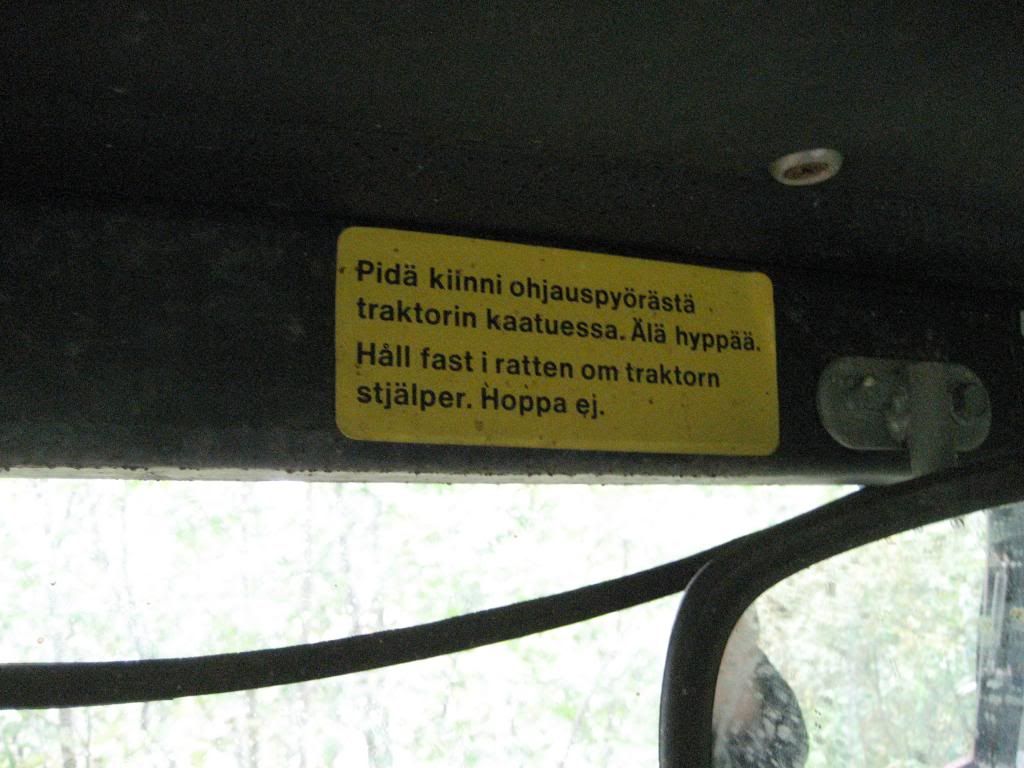 Pidä kiinni ohjauspyörästä
traktorin kaatuessa. Älä hyppää.
Håll fast i ratten om traktorn
stjälper. Hoppa ej.